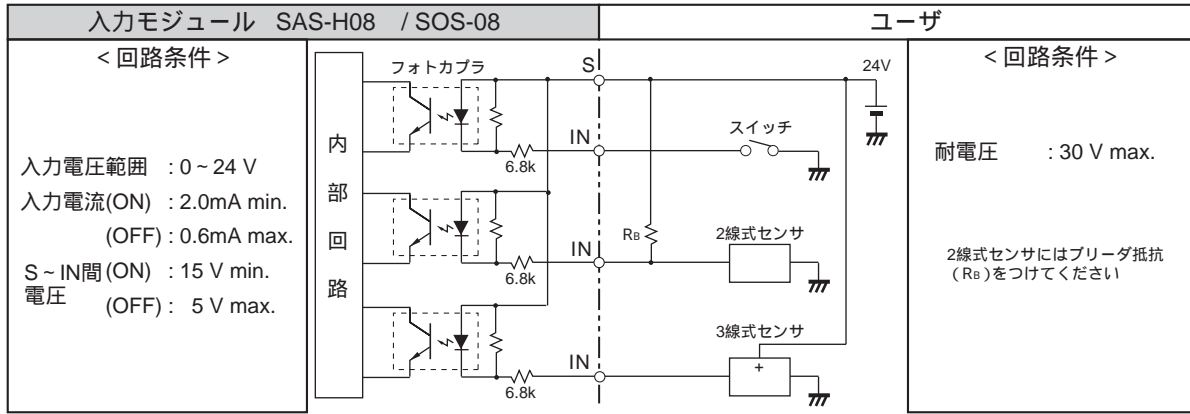 入力モジュール SAS-H08 / SOS-08
ユーザ
< 回路条件 >
入力電圧範囲 : 0 ~ 24 V
入力電流(ON) : 2.0mA min.
(OFF) : 0.6mA max.
S ~ IN間(ON) : 15 V min.
電圧
(OFF) : 5 V max.
内部回路
フォトカプラ
S
24V
IN
スイッチ
6.8k
RB
2線式センサ
IN
6.8k
3線式センサ
IN
+
6.8k
< 回路条件 >
耐電圧 : 30 V max.
2線式センサにはブリーダ抵抗
( RB )をつけてください